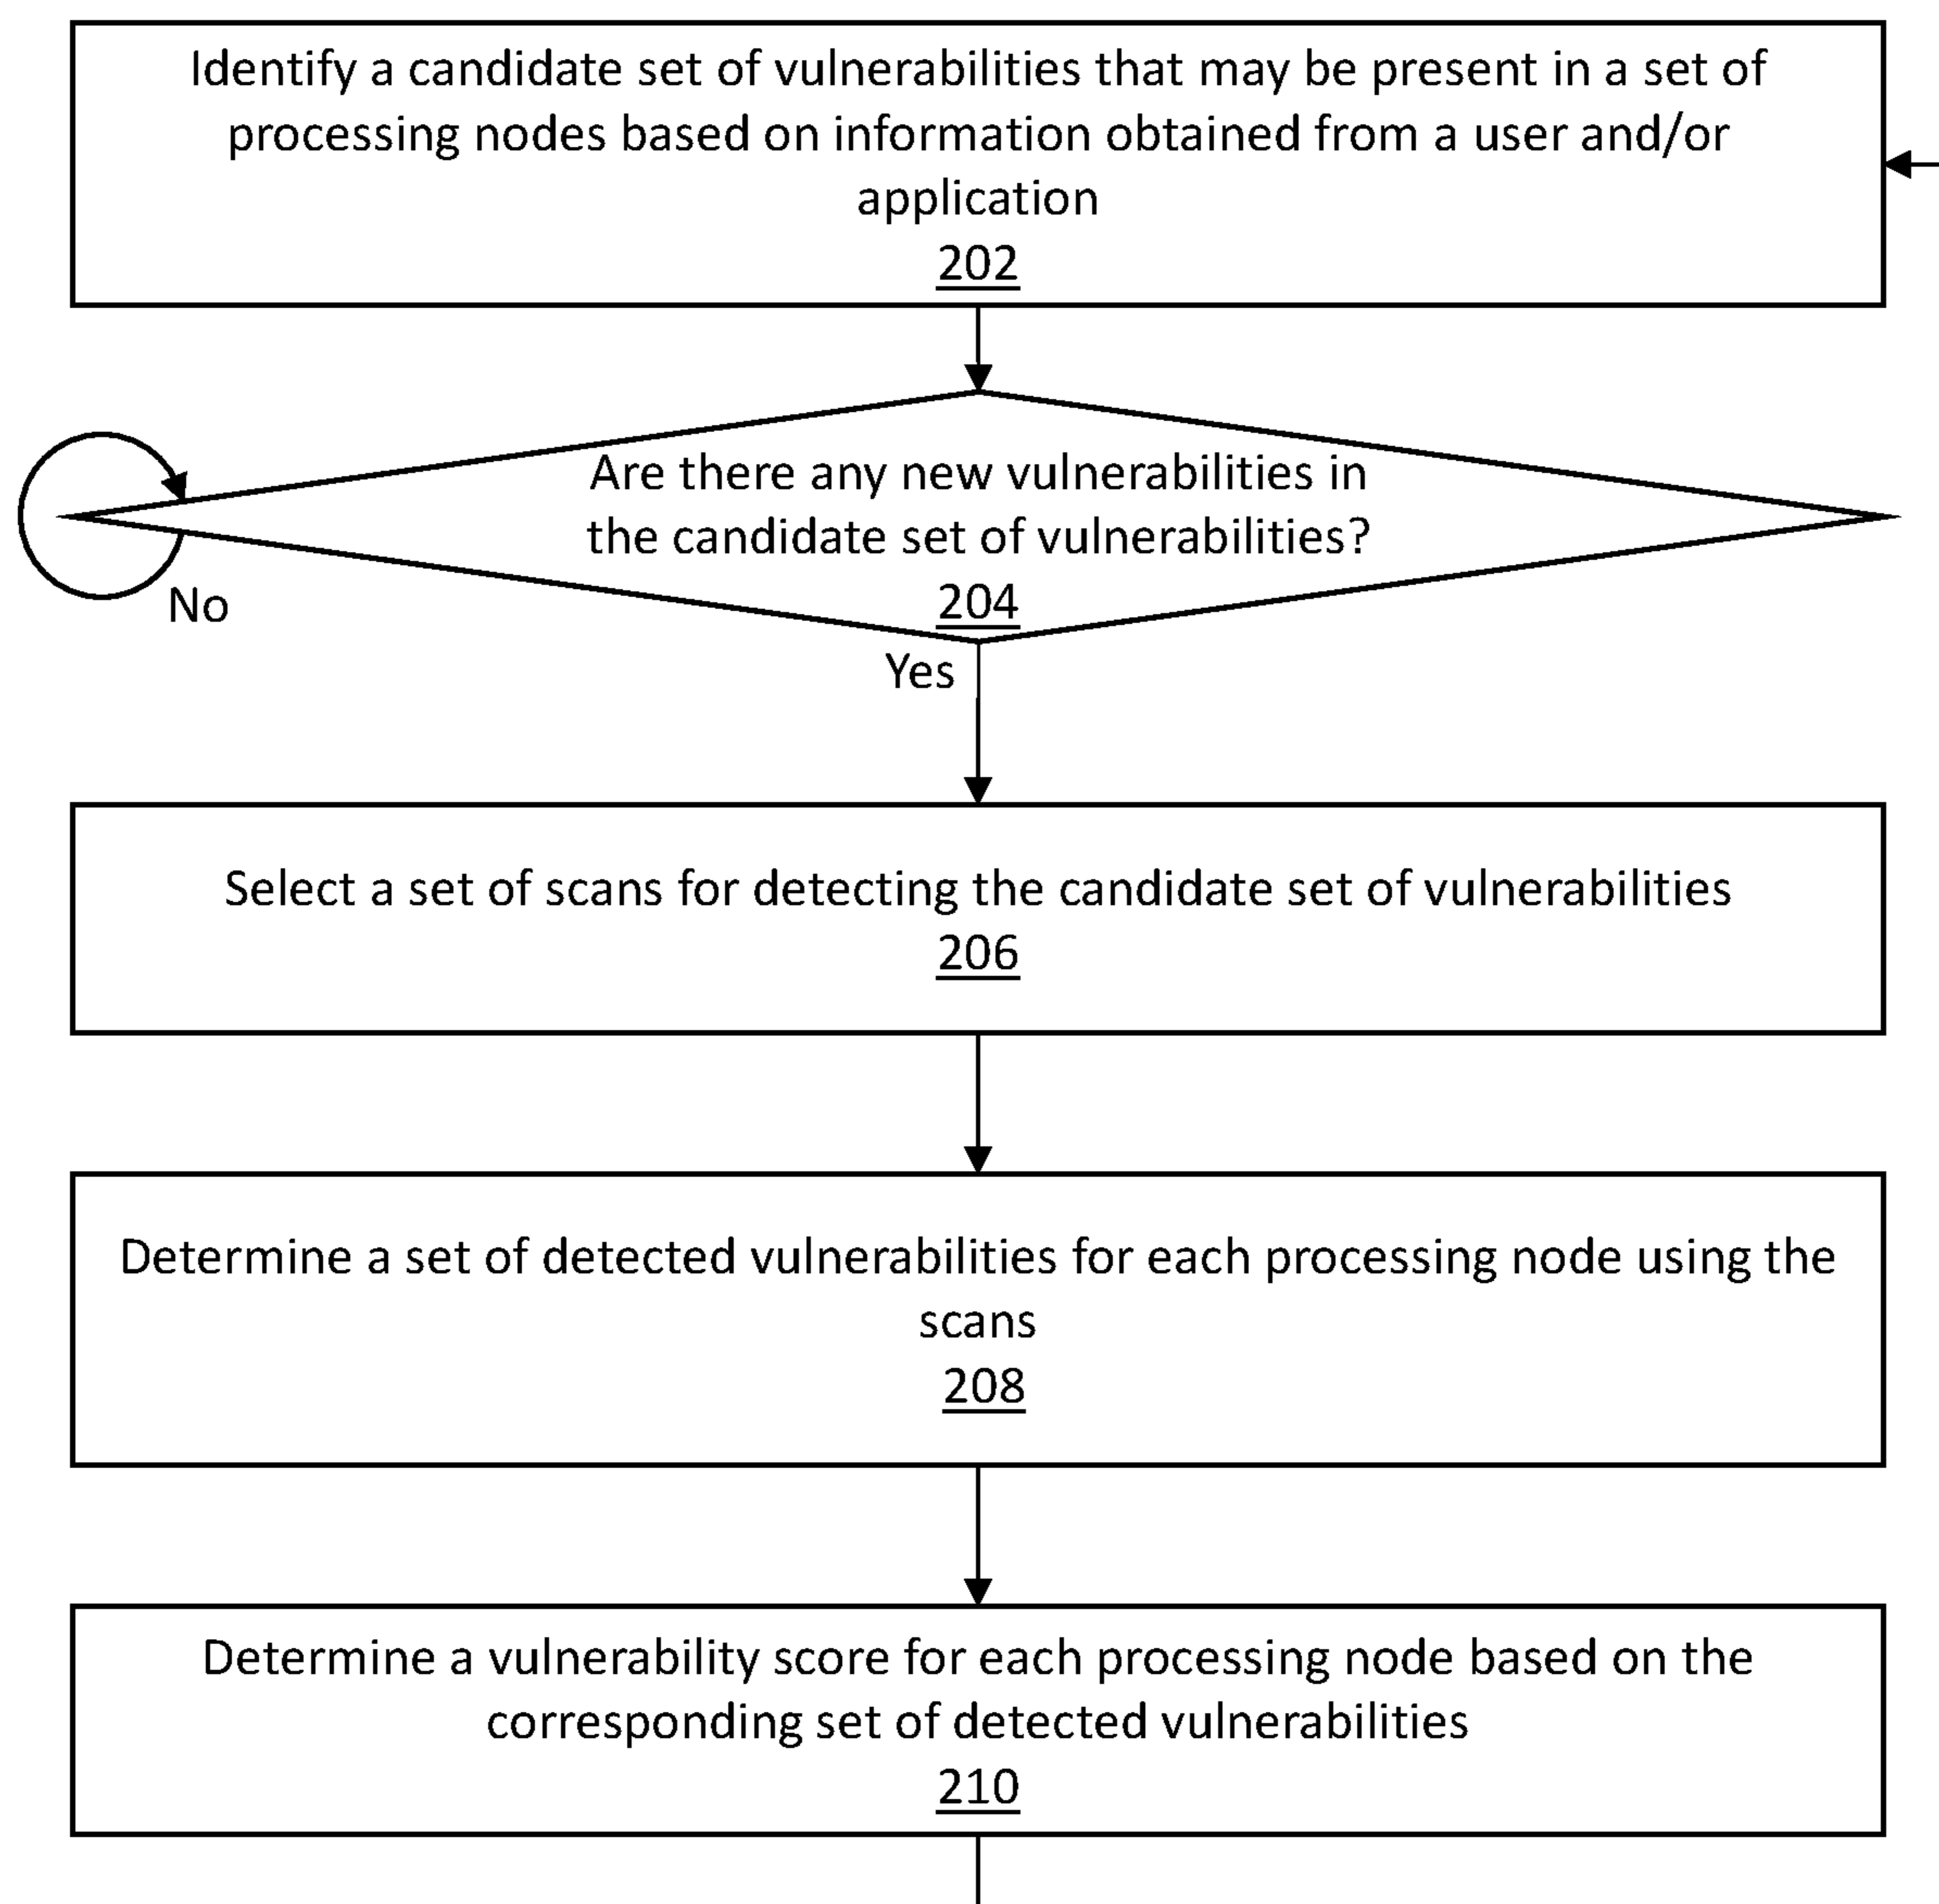 Identify a candidate set of vulnerabilities that may be present in a set of
processing nodes based on information obtained from a user and/or
application
202
Are there any new vulnerabilities in
the candidate set of vulnerabilities?
204
No
Yes
Select a set of scans for detecting the candidate set of vulnerabilities
206
Determine a set of detected vulnerabilities for each processing node using the
scans
208
Determine a vulnerability score for each processing node based on the
corresponding set of detected vulnerabilities
210